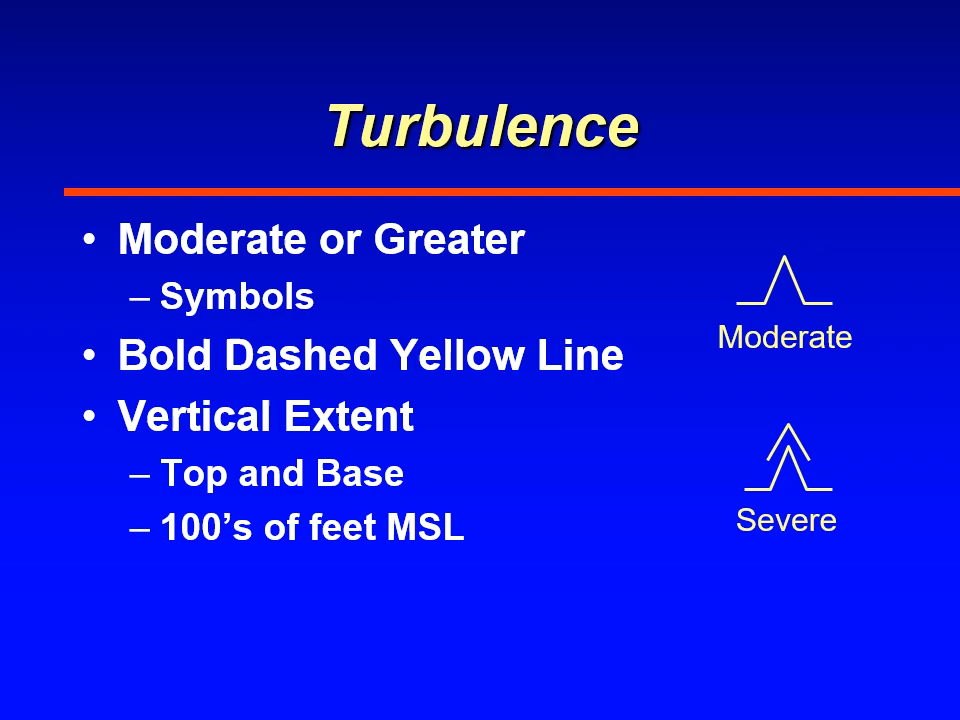 Turbulence
• Moderate or Greater
– Symbols
• Bold Dashed Yellow Line
• Vertical Extent
– Top and Base
– 100’s of feet MSL
Moderate
Severe